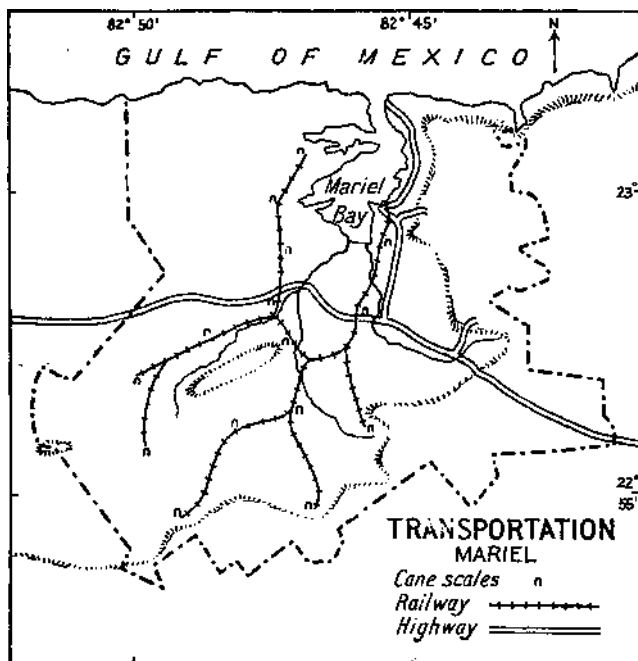 82° 50'
82° 45'
N
GULF OF MEXICO
23°
Mariel
Bay
n
n
n
n
n
n
n
n
n
n
n
n
n
22°
55'
TRANSPORTATION
MARIEL
Cane scales n
Railway
Highway